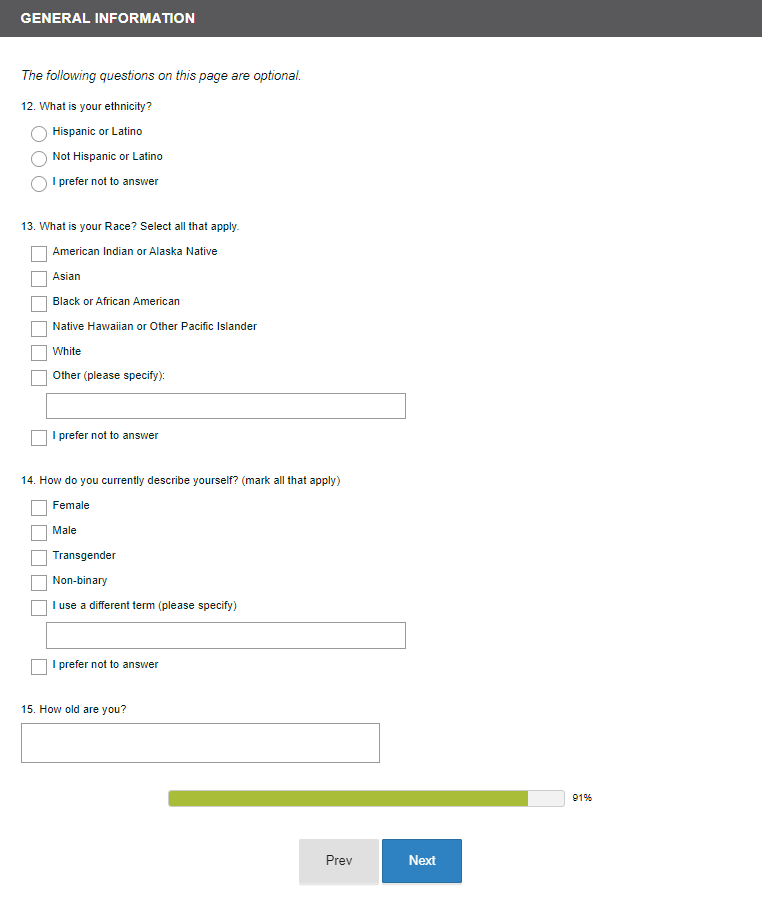 GENERAL INFORMATION
The following questions on this page are optional.
12. What is your ethnicity?
Hispanic or Latino
Not Hispanic or Latino
I prefer not to answer
13. What is your Race? Select all that apply.
American Indian or Alaska Native
Asian
Black or African American
Native Hawaiian or Other Pacific Islander
White
Other (please specify):
I prefer not to answer
14. How do you currently describe yourself? (mark all that apply)
Female
Male
Transgender
Non-binary
I use a different term (please specify)
I prefer not to answer
15. How old are you?
91%
Prev Next